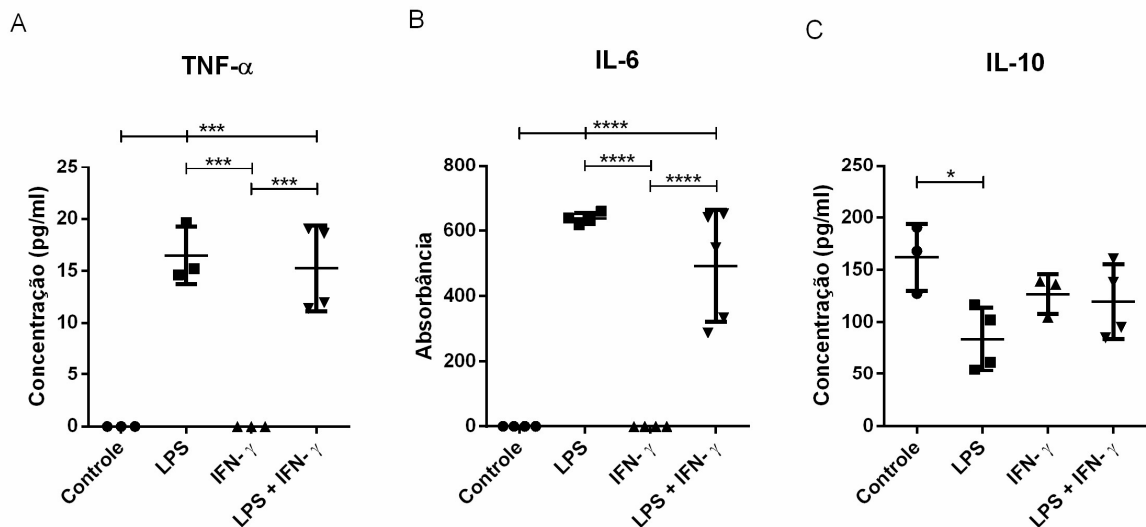 A
TNF-α
***
***
***
Concentração (pg/ml)
25
20
15
10
5
0
Controle
LPS
IFN- γ
LPS + IFN- γ
B
IL-6
****
****
****
Absorbância
800
600
400
200
0
Controle
LPS
IFN- γ
LPS + IFN- γ
C
IL-10
*
Concentração (pg/ml)
250
200
150
100
50
0
Controle
LPS
IFN- γ
LPS + IFN- γ